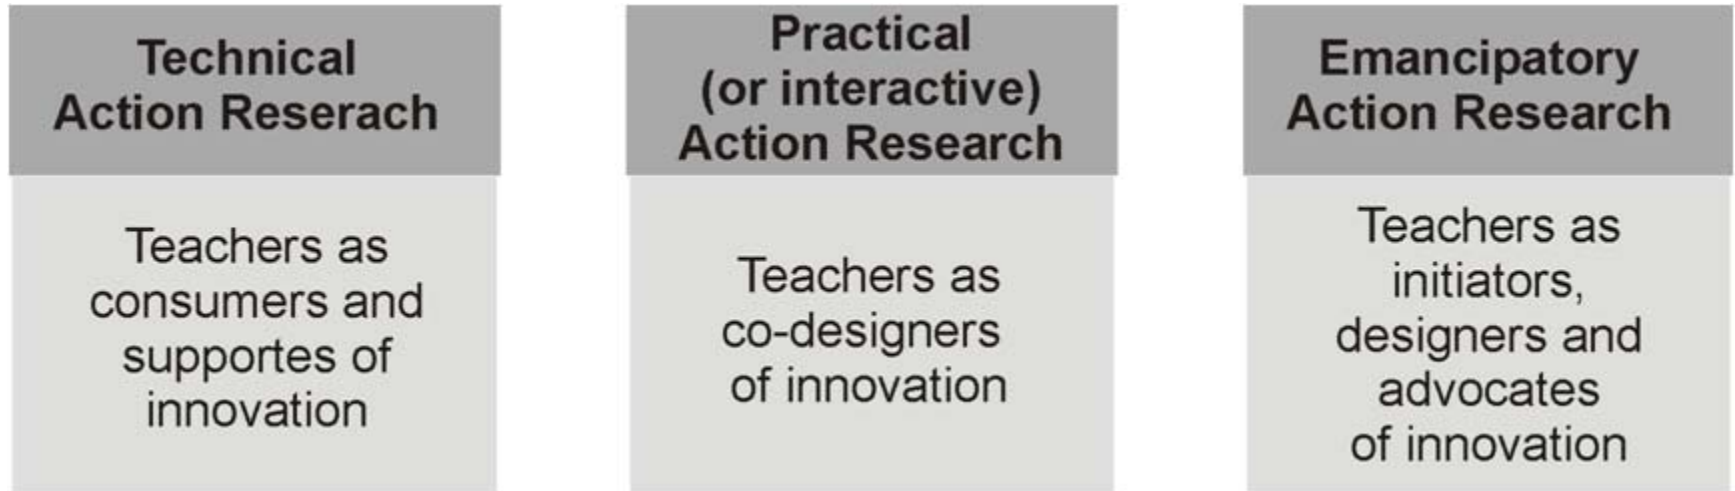 Technical
Action Reserach
Teachers as
consumers and
supportes of
innovation
Practical
(or interactive)
Action Research
Teachers as
co-designers
of innovation
Emancipatory
Action Research
Teachers as
initiators,
designers and
advocates
of innovation